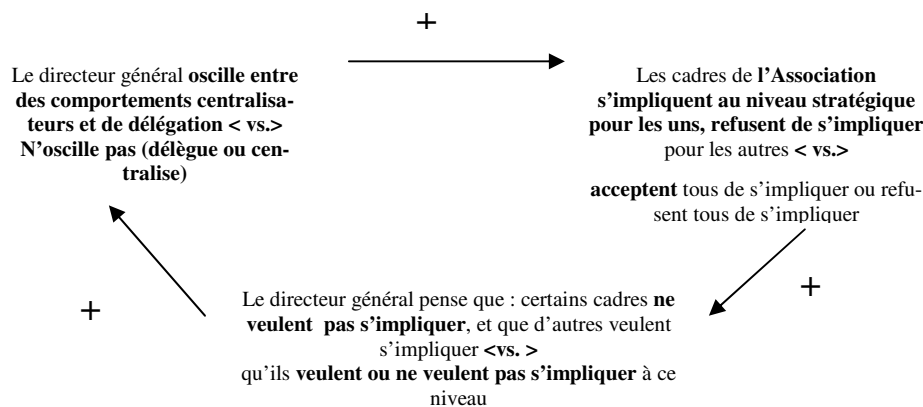 +
Le directeur général oscille entre
des comportements centralisa-
teurs et de délégation < vs.>
N’oscille pas (délègue ou cen-
tralise)
Les cadres de l’Association
s’impliquent au niveau stratégique
pour les uns, refusent de s’impliquer
pour les autres < vs.>
acceptent tous de s’impliquer ou refu-
sent tous de s’impliquer
+
+
Le directeur général pense que : certains cadres ne
veulent pas s’impliquer, et que d’autres veulent
s’impliquer <vs. >
qu’ils veulent ou ne veulent pas s’impliquer à ce
niveau